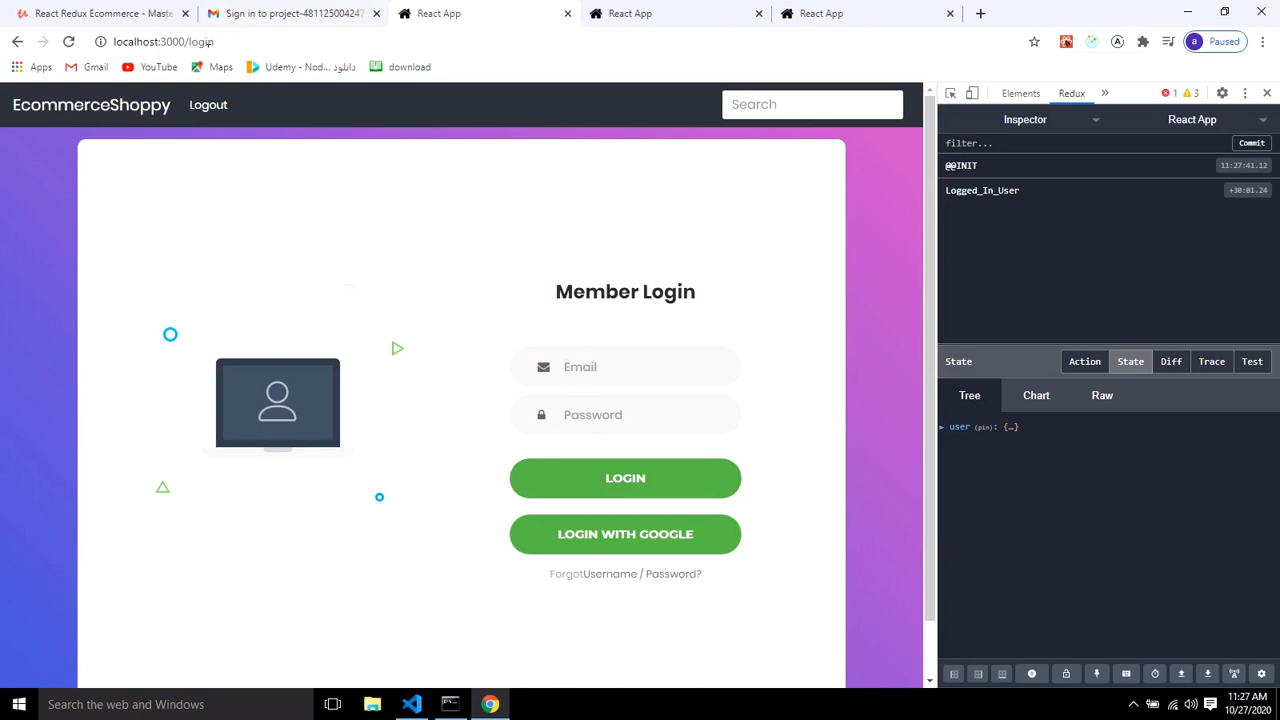 React Redux Ecommerce - Maste
Sign in to project-481125004247
React App
React App
React App
localhost:3000/login
a Paused
Apps
Gmail
YouTube
Maps
Udemy - Nod... دانلود
download
EcommerceShoppy
Logout
Search
Member Login
Email
Password
LOGIN
LOGIN WITH GOOGLE
ForgotUsername / Password?
Elements
Redux
1
3
Inspector
React App
filter...
Commit
@@INIT
11:27:41.12
Logged_In_User
+30:01.24
State
Action
State
Diff
Trace
Test
Tree
Chart
Raw
user (pin): {…}
Search the web and Windows
11:27 AM
10/27/2020